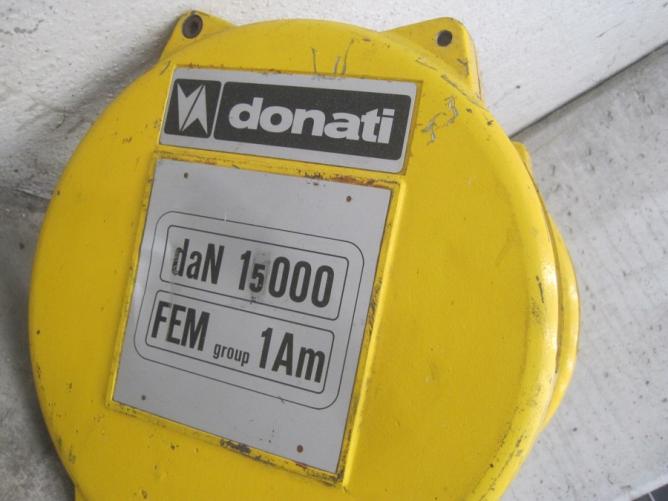 donati
daN 15000
FEM group 1Am